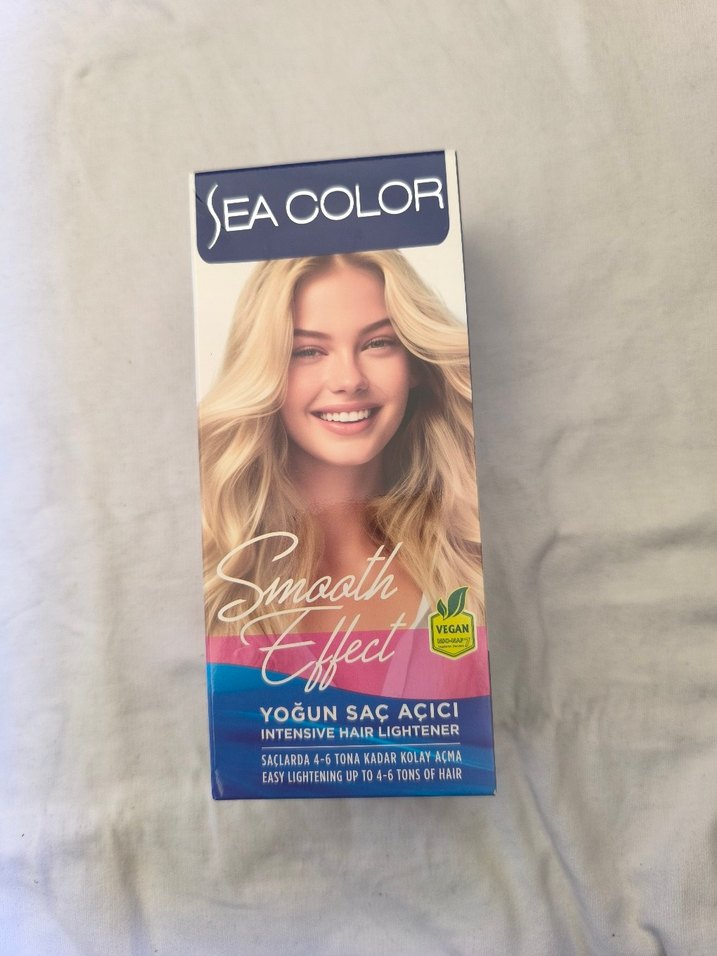 SEA COLOR
Smooth
Effect
VEGAN
YOĞUN SAÇ AÇICI
INTENSIVE HAIR LIGHTENER
SAÇLARDA 4-6 TONA KADAR KOLAY AÇMA
EASY LIGHTENING UP TO 4-6 TONS OF HAIR